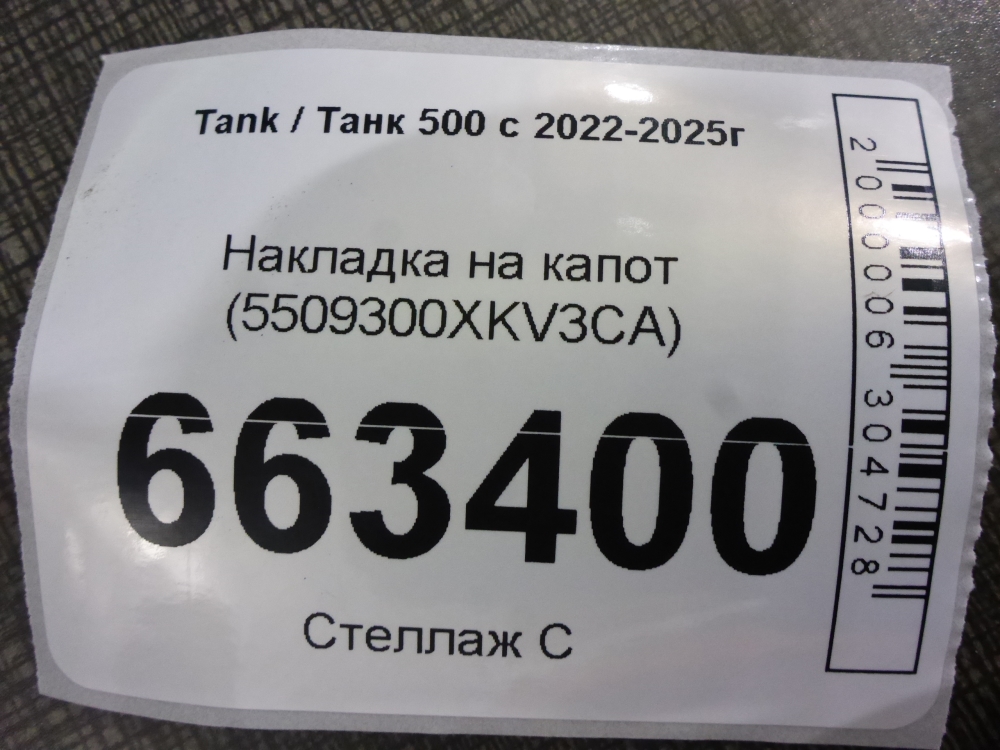 Tank / Танк 500 с 2022-2025г
Накладка на капот
(5509300XKV3CA)
663400
Стеллаж С
2000006304728